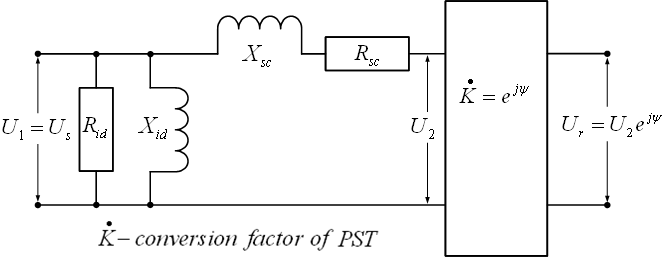 X_sc
R_sc
K̇ = e^{jψ}
U_1 = U_s
R_id
X_id
U_2
U_r = U_2 e^{jψ}
K̇ – conversion factor of PST